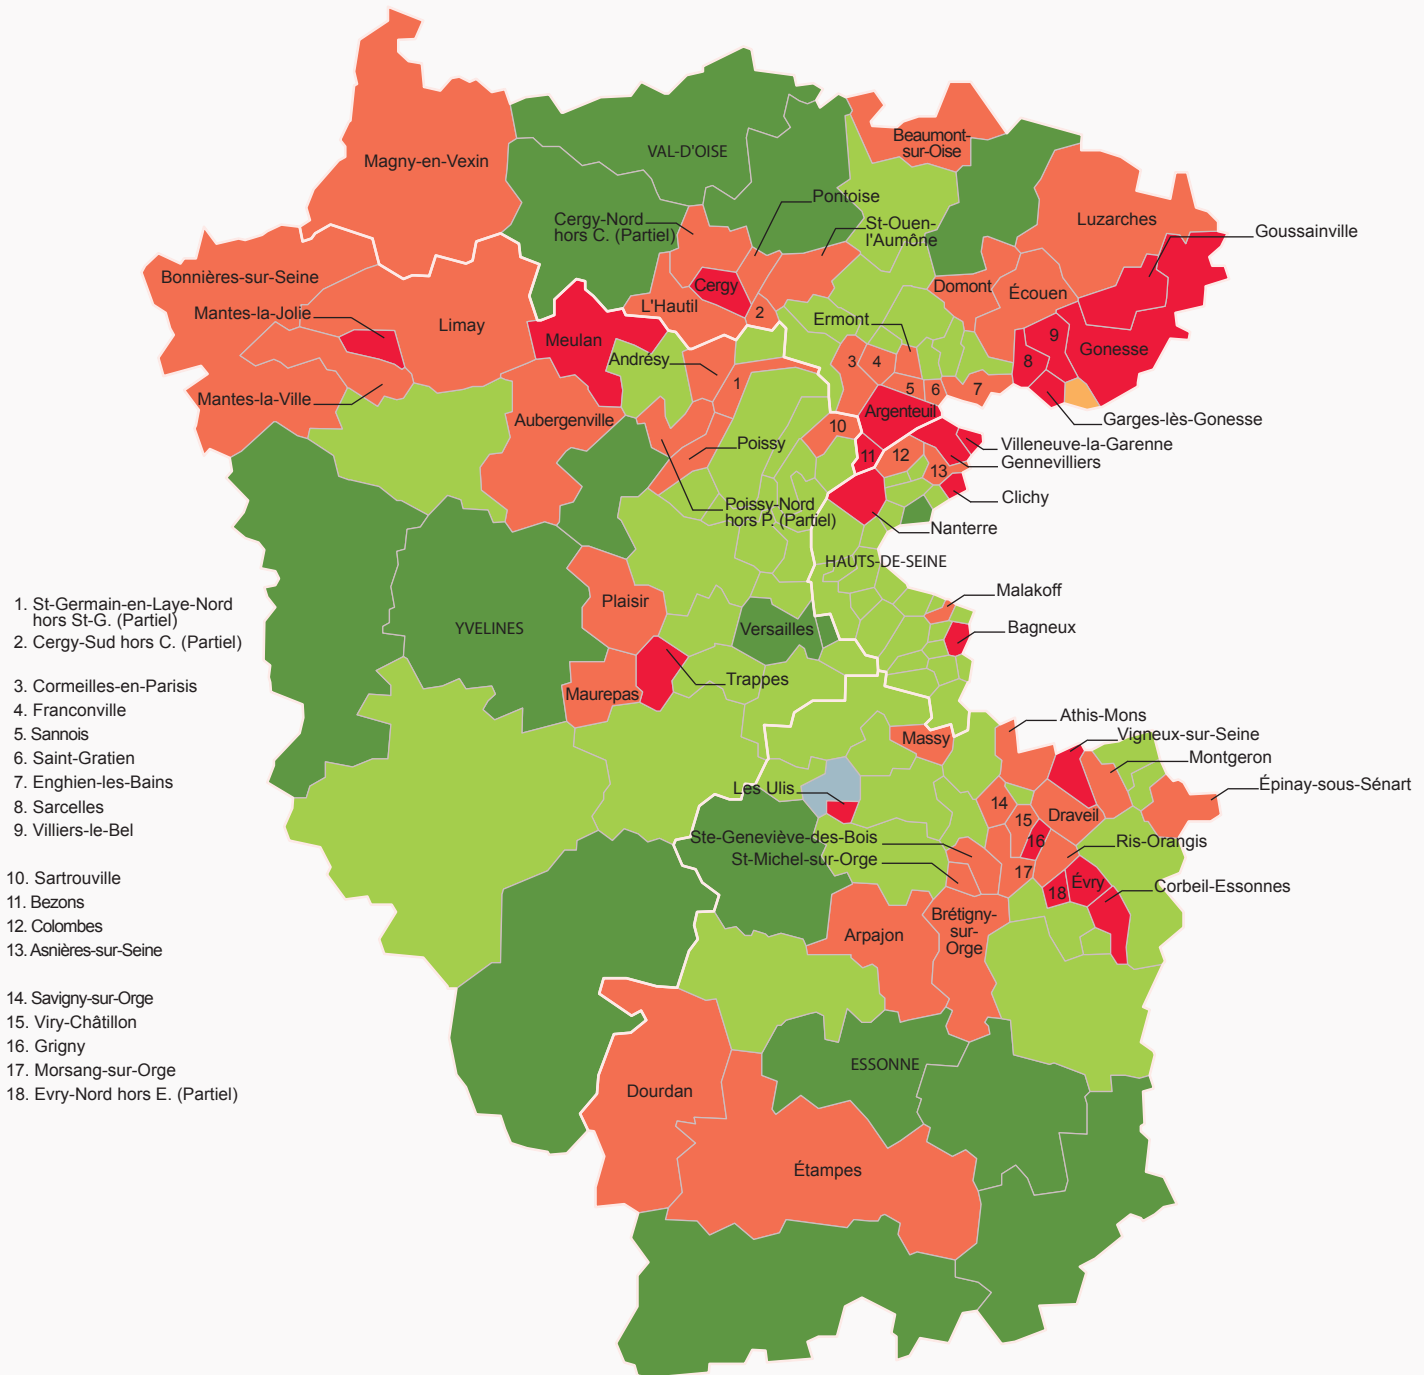 VAL-D'OISE
Beaumont-
sur-Oise
Magny-en-Vexin
Pontoise
Cergy-Nord
hors C. (Partiel)
St-Ouen-
l'Aumône
Luzarches
Goussainville
Bonnières-sur-Seine
Cergy
Domont
Écouen
L'Hautil
2
Mantes-la-Jolie
Limay
Ermont
Meulan
9
Gonesse
Andrésy
3
4
8
1
5
6
7
Mantes-la-Ville
Argenteuil
Aubergenville
Garges-lès-Gonesse
10
Poissy
Villeneuve-la-Garenne
11
12
Gennevilliers
13
Clichy
Poissy-Nord
hors P. (Partiel)
Nanterre
HAUTS-DE-SEINE
Malakoff
Plaisir
YVELINES
Versailles
Bagneux
Trappes
Maurepas
Athis-Mons
Massy
Vigneux-sur-Seine
Montgeron
Les Ulis
Épinay-sous-Sénart
14
15
Draveil
Ste-Geneviève-des-Bois
16
Ris-Orangis
St-Michel-sur-Orge
17
18
Évry
Corbeil-Essonnes
Arpajon
Brétigny-
sur-
Orge
ESSONNE
Dourdan
Étampes
1. St-Germain-en-Laye-Nord
hors St-G. (Partiel)
2. Cergy-Sud hors C. (Partiel)
3. Cormeilles-en-Parisis
4. Franconville
5. Sannois
6. Saint-Gratien
7. Enghien-les-Bains
8. Sarcelles
9. Villiers-le-Bel
10. Sartrouville
11. Bezons
12. Colombes
13. Asnières-sur-Seine
14. Savigny-sur-Orge
15. Viry-Châtillon
16. Grigny
17. Morsang-sur-Orge
18. Evry-Nord hors E. (Partiel)